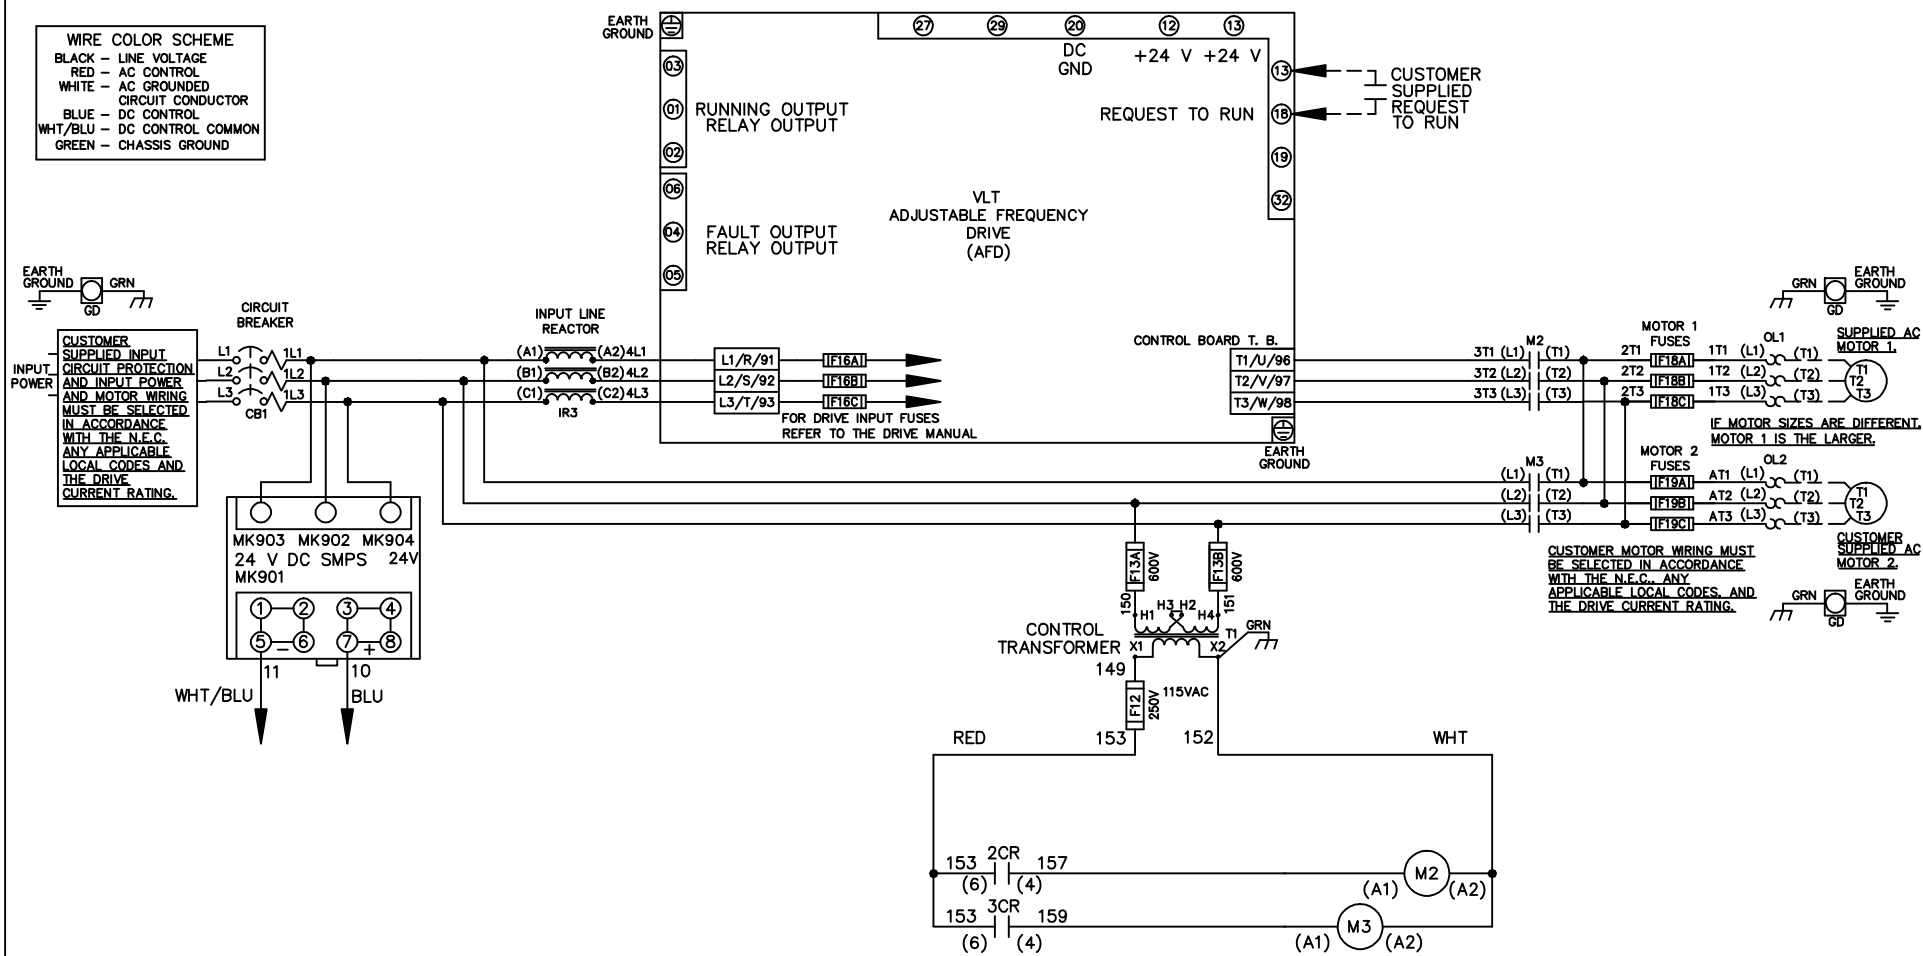 WIRE COLOR SCHEME
BLACK – LINE VOLTAGE
RED – AC CONTROL
WHITE – AC GROUNDED
CIRCUIT CONDUCTOR
BLUE – DC CONTROL
WHT/BLU – DC CONTROL COMMON
GREEN – CHASSIS GROUND
EARTH
GROUND
27
29
20
12
13
DC
GND
+24 V
+24 V
03
01
02
RUNNING OUTPUT
RELAY OUTPUT
06
04
05
FAULT OUTPUT
RELAY OUTPUT
13
18
19
32
REQUEST TO RUN
CUSTOMER
SUPPLIED
REQUEST
TO RUN
VLT
ADJUSTABLE FREQUENCY
DRIVE
(AFD)
EARTH
GROUND
GRN
GD
INPUT
POWER
CUSTOMER
SUPPLIED INPUT
CIRCUIT PROTECTION
AND INPUT POWER
AND MOTOR WIRING
MUST BE SELECTED
IN ACCORDANCE
WITH THE N.E.C.
ANY APPLICABLE
LOCAL CODES AND
THE DRIVE
CURRENT RATING.
CIRCUIT
BREAKER
L1
1L1
L2
1L2
L3
1L3
CB1
INPUT LINE
REACTOR
(A1)
(A2)
4L1
(B1)
(B2)
4L2
(C1)
(C2)
4L3
IR3
L1/R/91
F16A
L2/S/92
F16B
L3/T/93
F16C
FOR DRIVE INPUT FUSES
REFER TO THE DRIVE MANUAL
CONTROL BOARD T. B.
T1/U/96
T2/V/97
T3/W/98
EARTH
GROUND
M2
3T1 (L1) (T1)
3T2 (L2) (T2)
3T3 (L3) (T3)
MOTOR 1
FUSES
2T1
F18A
1T1
2T2
F18B
1T2
2T3
F18C
1T3
OL1
(L1)
(T1)
(L2)
(T2)
(L3)
(T3)
GRN
GD
EARTH
GROUND
SUPPLIED AC
MOTOR 1.
T1
T2
T3
IF MOTOR SIZES ARE DIFFERENT,
MOTOR 1 IS THE LARGER.
M3
(L1) (T1)
(L2) (T2)
(L3) (T3)
MOTOR 2
FUSES
F19A
AT1
F19B
AT2
F19C
AT3
OL2
(L1)
(T1)
(L2)
(T2)
(L3)
(T3)
T1
T2
T3
CUSTOMER
SUPPLIED AC
MOTOR 2.
CUSTOMER MOTOR WIRING MUST
BE SELECTED IN ACCORDANCE
WITH THE N.E.C., ANY
APPLICABLE LOCAL CODES, AND
THE DRIVE CURRENT RATING.
GRN
GD
EARTH
GROUND
MK903 MK902 MK904
24 V DC SMPS
24V
MK901
1
2
3
4
5
–
6
7
+
8
11
10
WHT/BLU
BLU
F13A
600V
F13B
600V
150
151
H1
H3
H2
H4
CONTROL
TRANSFORMER
X1
X2
T1
GRN
149
F12
250V
115VAC
153
152
RED
WHT
153
2CR
157
(6)
(4)
(A1)
M2
(A2)
153
3CR
159
(6)
(4)
(A1)
M3
(A2)